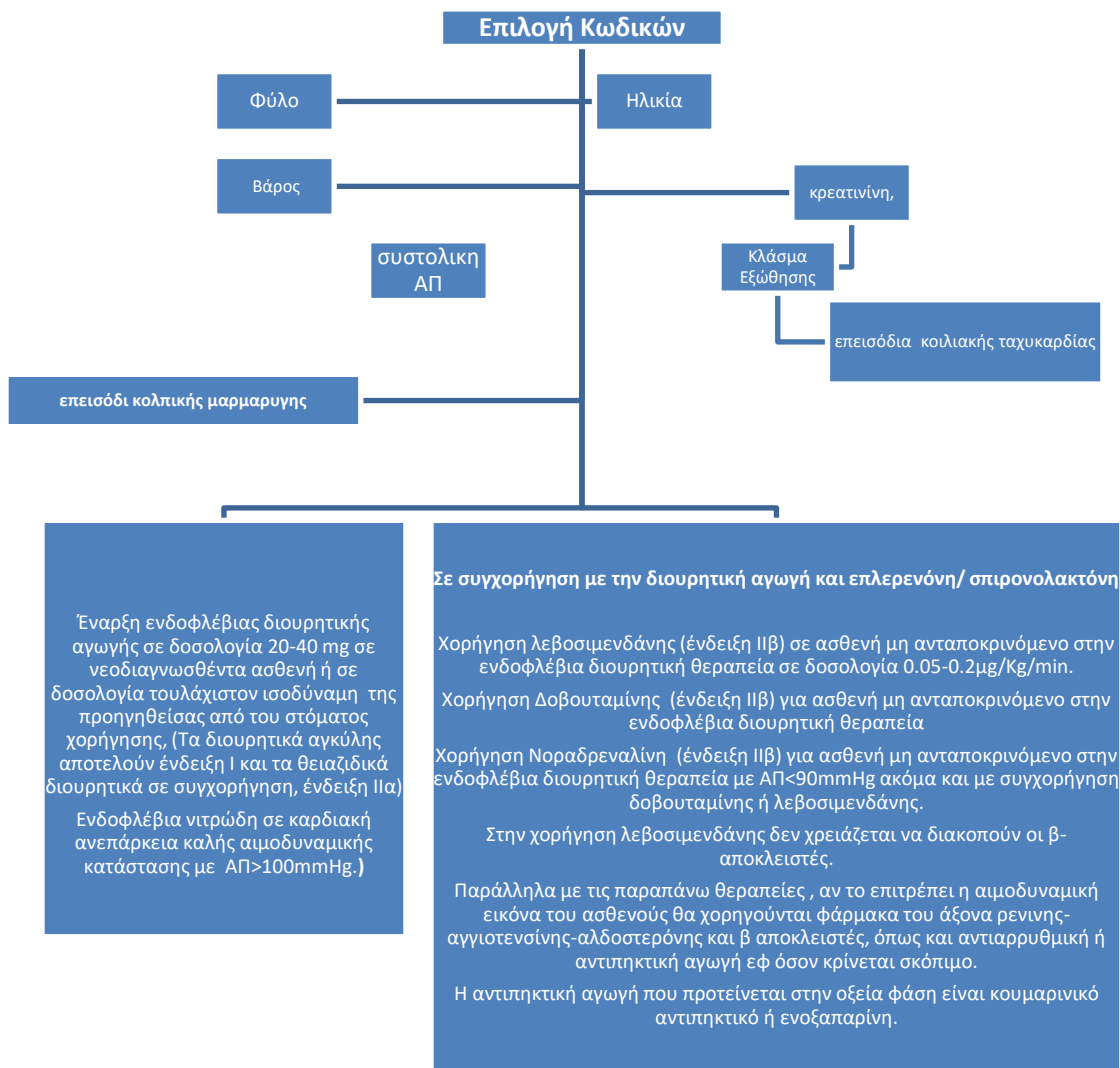 Επιλογή Κωδικών
Φύλο
Ηλικία
Βάρος
κρεατινίνη,
συστολικη
ΑΠ
Κλάσμα
Εξώθησης
επεισόδια κοιλιακής ταχυκαρδίας
επεισόδι κολπικής μαρμαρυγης
Έναρξη ενδοφλέβιας διουρητικής
αγωγής σε δοσολογία 20-40 mg σε
νεοδιαγνωσθέντα ασθενή ή σε
δοσολογία τουλάχιστον ισοδύναμη της
προηγηθείσας από του στόματος
χορήγησης, (Τα διουρητικά αγκύλης
αποτελούν ένδειξη Ι και τα θειαζιδικά
διουρητικά σε συγχορήγηση, ένδειξη ΙΙα)
Ενδοφλέβια νιτρώδη σε καρδιακή
ανεπάρκεια καλής αιμοδυναμικής
κατάστασης με ΑΠ>100mmHg.)
Σε συγχορήγηση με την διουρητική αγωγή και επλερενόνη/ σπιρονολακτόνη
Χορήγηση λεβοσιμενδάνης (ένδειξη ΙΙβ) σε ασθενή μη ανταποκρινόμενο στην
ενδοφλέβια διουρητική θεραπεία σε δοσολογία 0.05-0.2μg/Kg/min.
Χορήγηση Δοβουταμίνης (ένδειξη ΙΙβ) για ασθενή μη ανταποκρινόμενο στην
ενδοφλέβια διουρητική θεραπεία
Χορήγηση Νοραδρεναλίνη (ένδειξη ΙΙβ) για ασθενή μη ανταποκρινόμενο στην
ενδοφλέβια διουρητική θεραπεία με ΑΠ<90mmHg ακόμα και με συγχορήγηση
δοβουταμίνης ή λεβοσιμενδάνης.
Στην χορήγηση λεβοσιμενδάνης δεν χρειάζεται να διακοπούν οι β-
αποκλειστές.
Παράλληλα με τις παραπάνω θεραπείες , αν το επιτρέπει η αιμοδυναμική
εικόνα του ασθενούς θα χορηγούνται φάρμακα του άξονα ρενινης-
αγγιοτενσίνης-αλδοστερόνης και β αποκλειστές, όπως και αντιαρρυθμική ή
αντιπηκτική αγωγή εφ όσον κρίνεται σκόπιμο.
Η αντιπηκτική αγωγή που προτείνεται στην οξεία φάση είναι κουμαρινικό
αντιπηκτικό ή ενοξαπαρίνη.